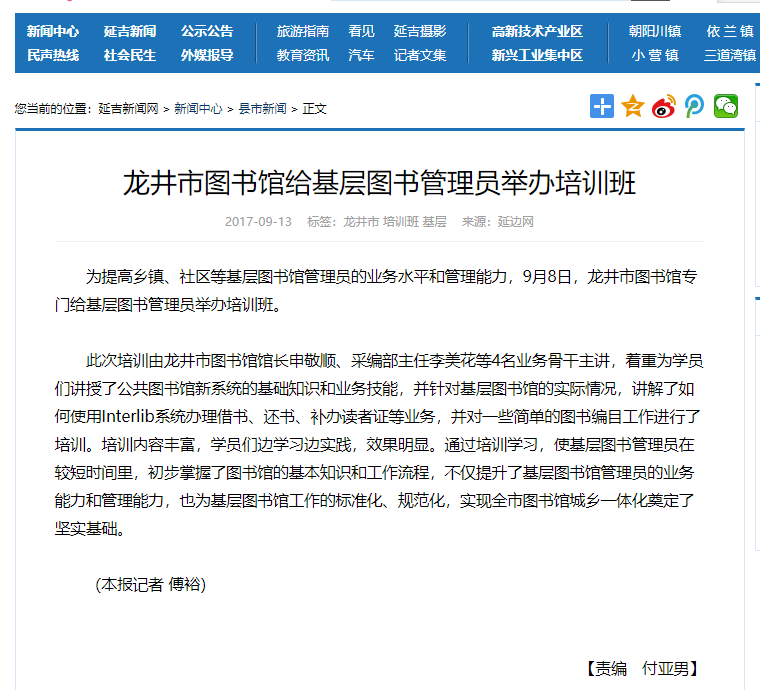 新闻中心 延吉新闻 公示公告 旅游指南 看见 延吉摄影 高新技术产业区 朝阳川镇 依 兰 镇
民声热线 社会民生 外媒报导 教育资讯 汽车 记者文集 新兴工业集中区 小 营 镇 三道湾镇
您当前的位置：延吉新闻网 > 新闻中心 > 县市新闻 > 正文
龙井市图书馆给基层图书管理员举办培训班
2017-09-13 标签：龙井市 培训班 基层 来源：延边网
为提高乡镇、社区等基层图书馆管理员的业务水平和管理能力，9月8日，龙井市图书馆专
门给基层图书管理员举办培训班。
此次培训由龙井市图书馆馆长申敬顺、采编部主任李美花等4名业务骨干主讲，着重为学员
们讲授了公共图书馆新系统的基础知识和业务技能，并针对基层图书馆的实际情况，讲解了如
何使用Interlib系统办理借书、还书、补办读者证等业务，并对一些简单的图书编目工作进行了
培训。培训内容丰富，学员们边学习边实践，效果明显。通过培训学习，使基层图书管理员在
较短时间里，初步掌握了图书馆的基本知识和工作流程，不仅提升了基层图书馆管理员的业务
能力和管理能力，也为基层图书馆工作的标准化、规范化，实现全市图书馆城乡一体化奠定了
坚实基础。
（本报记者 傅裕）
【责编 付亚男】